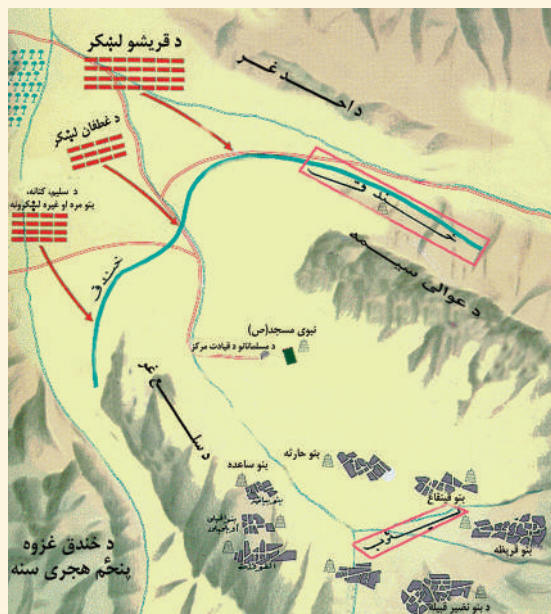 د قریشو لښکر
د احد غر
د غطفان لښکر
د سلیم، کنانه،
بنو مره او غیره لښکرونه
خندق
خندق
د عوالي سیمه
نبوي مسجد(ص)
د مسلمانانو د قیادت مرکز
د سلع غر
بنو ساعده
بنو حارثه
بنو قینقاع
یثرب
بنو قریظه
د بنو نضیر قبیله
د خندق غزوه
پنځم هجري سنه